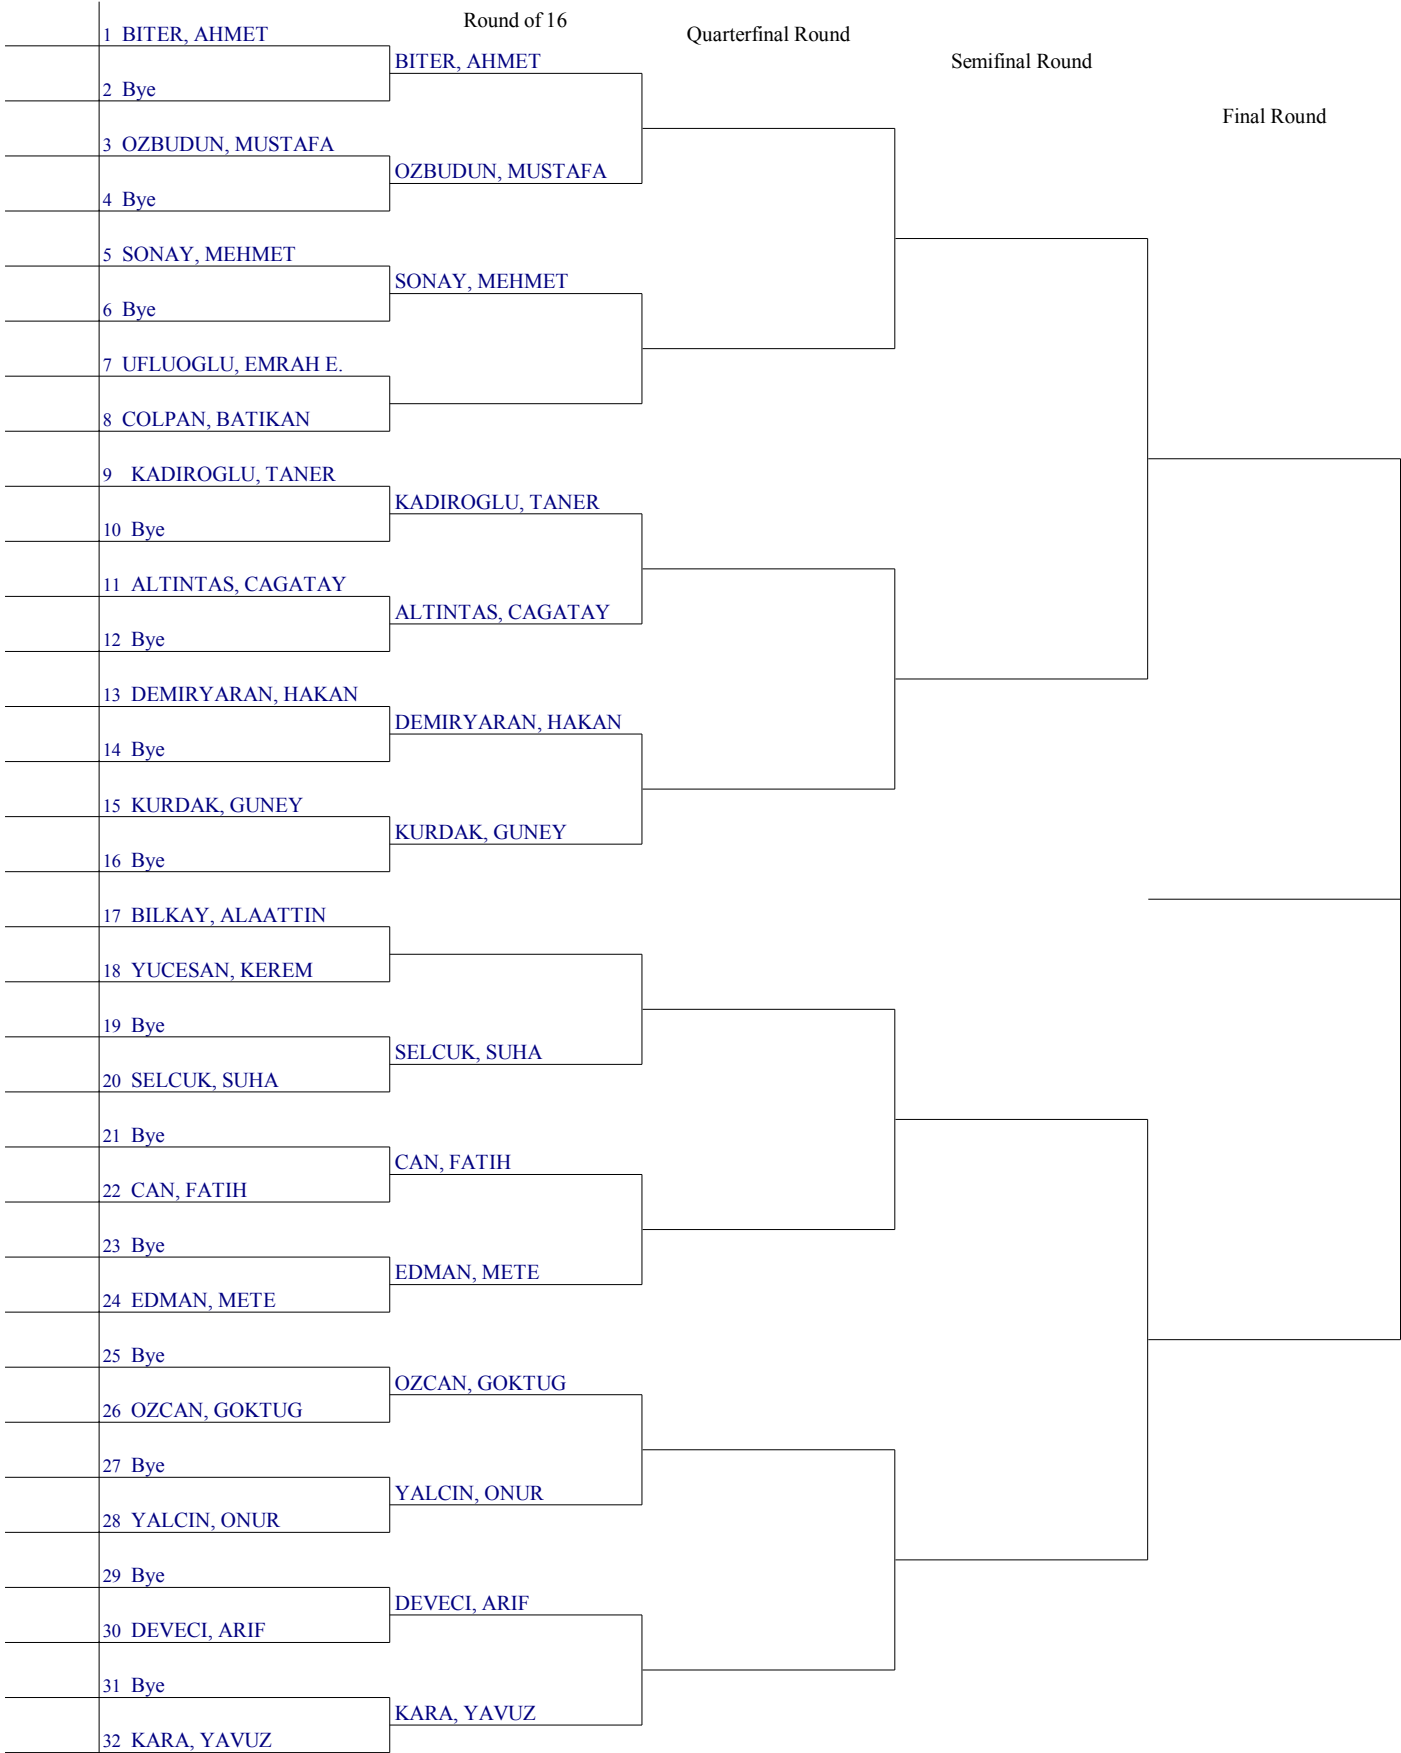 Round of 16
Quarterfinal Round
Semifinal Round
Final Round
1 BITER, AHMET
BITER, AHMET
2 Bye
3 OZBUDUN, MUSTAFA
OZBUDUN, MUSTAFA
4 Bye
5 SONAY, MEHMET
SONAY, MEHMET
6 Bye
7 UFLUOGLU, EMRAH E.
8 COLPAN, BATIKAN
9 KADIROGLU, TANER
KADIROGLU, TANER
10 Bye
11 ALTINTAS, CAGATAY
ALTINTAS, CAGATAY
12 Bye
13 DEMIRYARAN, HAKAN
DEMIRYARAN, HAKAN
14 Bye
15 KURDAK, GUNEY
KURDAK, GUNEY
16 Bye
17 BILKAY, ALAATTIN
18 YUCESAN, KEREM
19 Bye
SELCUK, SUHA
20 SELCUK, SUHA
21 Bye
CAN, FATIH
22 CAN, FATIH
23 Bye
EDMAN, METE
24 EDMAN, METE
25 Bye
OZCAN, GOKTUG
26 OZCAN, GOKTUG
27 Bye
YALCIN, ONUR
28 YALCIN, ONUR
29 Bye
DEVECI, ARIF
30 DEVECI, ARIF
31 Bye
KARA, YAVUZ
32 KARA, YAVUZ